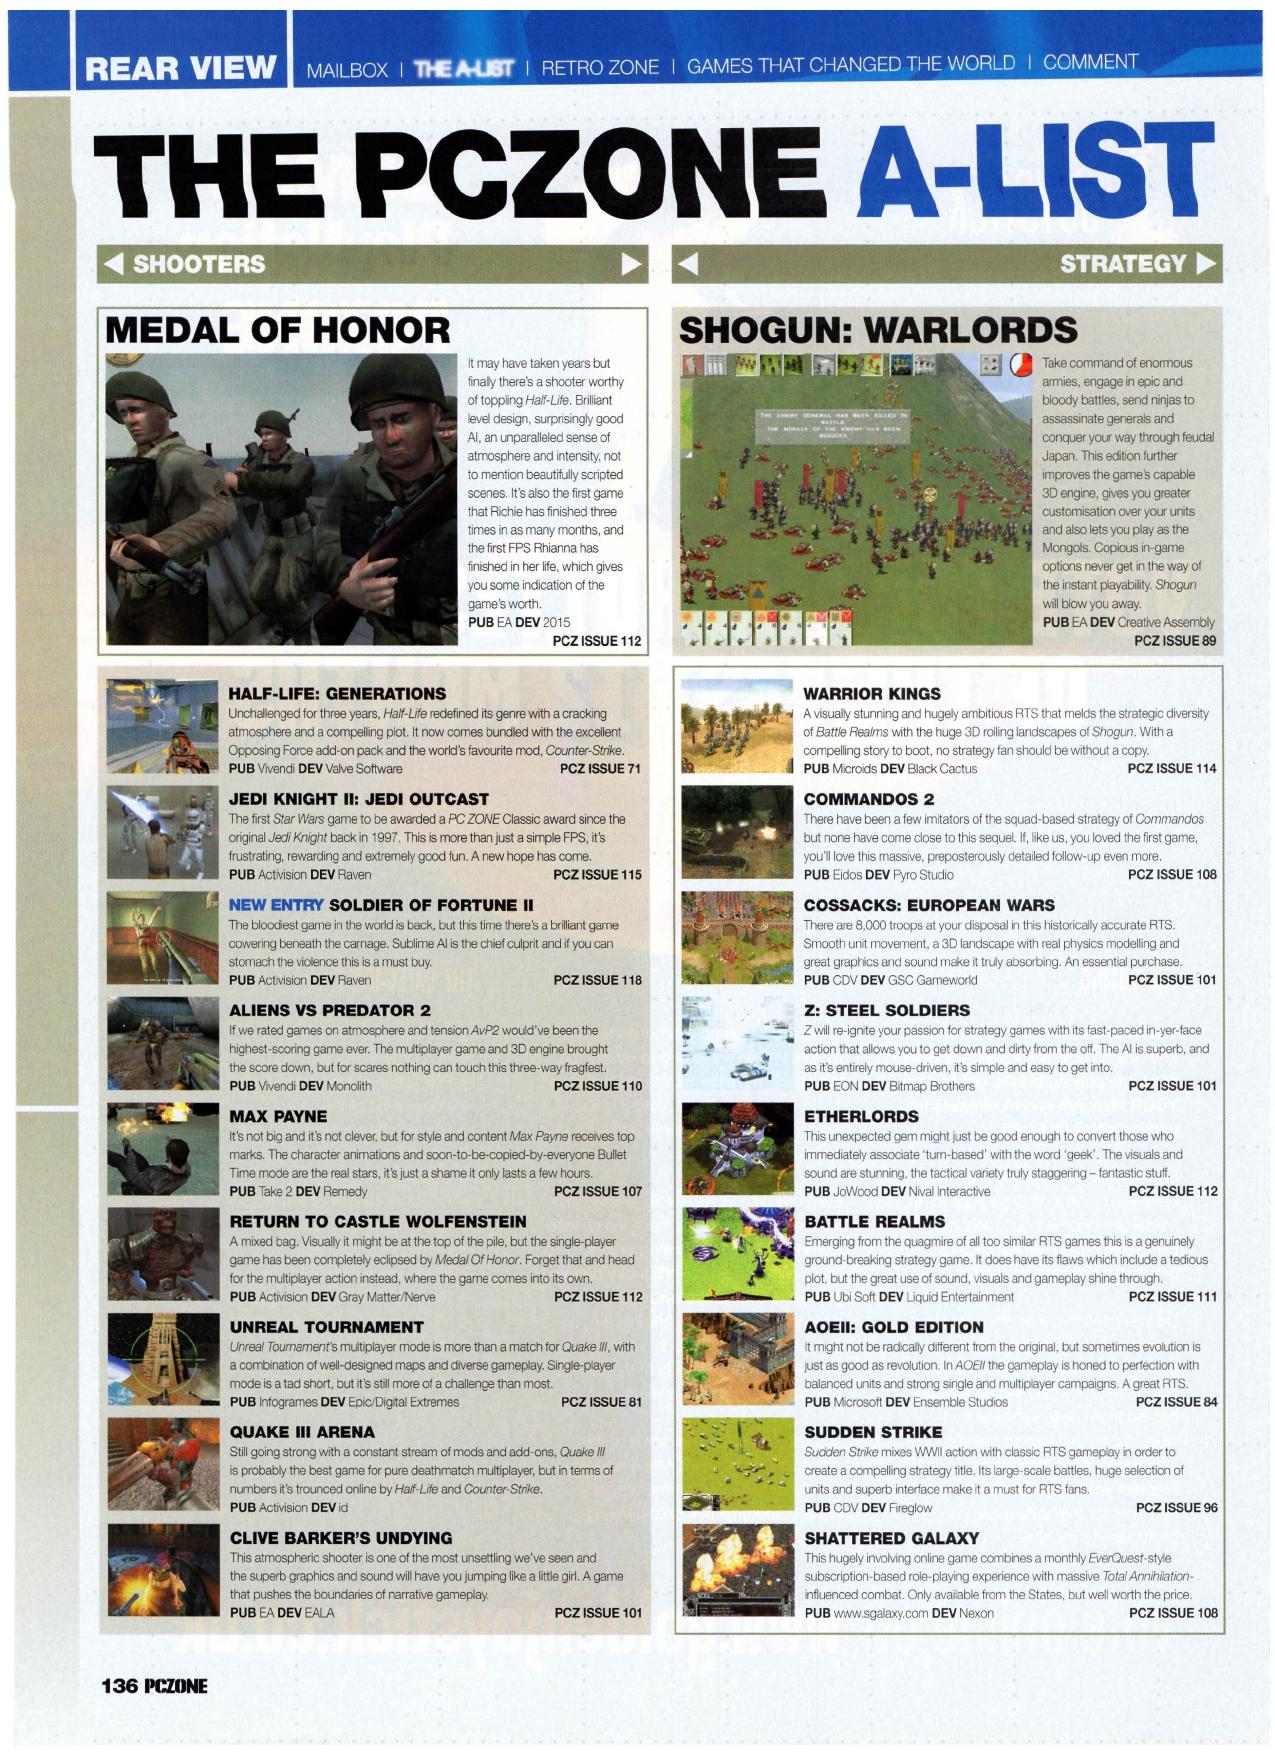 REAR VIEW
MAILBOX | THE A-LIST | RETRO ZONE | GAMES THAT CHANGED THE WORLD | COMMENT
THE PCZONE A-LIST
SHOOTERS
MEDAL OF HONOR
It may have taken years but
finally there's a shooter worthy
of toppling Half-Life. Brilliant
level design, surprisingly good
AI, an unparalleled sense of
atmosphere and intensity, not
to mention beautifully scripted
scenes. It's also the first game
that Richie has finished three
times in as many months, and
the first FPS Rhianna has
finished in her life, which gives
you some indication of the
game's worth.
PUB EA DEV 2015
PCZ ISSUE 112
HALF-LIFE: GENERATIONS
Unchallenged for three years, Half-Life redefined its genre with a cracking
atmosphere and a compelling plot. It now comes bundled with the excellent
Opposing Force add-on pack and the world's favourite mod, Counter-Strike.
PUB Vivendi DEV Valve Software PCZ ISSUE 71
JEDI KNIGHT II: JEDI OUTCAST
The first Star Wars game to be awarded a PC ZONE Classic award since the
original Jedi Knight back in 1997. This is more than just a simple FPS, it's
frustrating, rewarding and extremely good fun. A new hope has come.
PUB Activision DEV Raven PCZ ISSUE 115
NEW ENTRY SOLDIER OF FORTUNE II
The bloodiest game in the world is back, but this time there's a brilliant game
cowering beneath the carnage. Sublime AI is the chief culprit and if you can
stomach the violence this is a must buy.
PUB Activision DEV Raven PCZ ISSUE 118
ALIENS VS PREDATOR 2
If we rated games on atmosphere and tension AvP2 would've been the
highest-scoring game ever. The multiplayer game and 3D engine brought
the score down, but for scares nothing can touch this three-way fragfest.
PUB Vivendi DEV Monolith PCZ ISSUE 110
MAX PAYNE
It's not big and it's not clever, but for style and content Max Payne receives top
marks. The character animations and soon-to-be-copied-by-everyone Bullet
Time mode are the real stars, it's just a shame it only lasts a few hours.
PUB Take 2 DEV Remedy PCZ ISSUE 107
RETURN TO CASTLE WOLFENSTEIN
A mixed bag. Visually it might be at the top of the pile, but the single-player
game has been completely eclipsed by Medal Of Honor. Forget that and head
for the multiplayer action instead, where the game comes into its own.
PUB Activision DEV Gray Matter/Nerve PCZ ISSUE 112
UNREAL TOURNAMENT
Unreal Tournament's multiplayer mode is more than a match for Quake III, with
a combination of well-designed maps and diverse gameplay. Single-player
mode is a tad short, but it's still more of a challenge than most.
PUB Infogrames DEV Epic/Digital Extremes PCZ ISSUE 81
QUAKE III ARENA
Still going strong with a constant stream of mods and add-ons, Quake III
is probably the best game for pure deathmatch multiplayer, but in terms of
numbers it's trounced online by Half-Life and Counter-Strike.
PUB Activision DEV id
CLIVE BARKER'S UNDYING
This atmospheric shooter is one of the most unsettling we've seen and
the superb graphics and sound will have you jumping like a little girl. A game
that pushes the boundaries of narrative gameplay.
PUB EA DEV EALA PCZ ISSUE 101
STRATEGY
SHOGUN: WARLORDS
THE ENEMY GENERAL HAS BEEN KILLED IN
BATTLE.
THE MORALE OF THE ENEMY HAS BEEN
REDUCED.
Take command of enormous
armies, engage in epic and
bloody battles, send ninjas to
assassinate generals and
conquer your way through feudal
Japan. This edition further
improves the game's capable
3D engine, gives you greater
customisation over your units
and also lets you play as the
Mongols. Copious in-game
options never get in the way of
the instant playability. Shogun
will blow you away.
PUB EA DEV Creative Assembly
PCZ ISSUE 89
WARRIOR KINGS
A visually stunning and hugely ambitious RTS that melds the strategic diversity
of Battle Realms with the huge 3D rolling landscapes of Shogun. With a
compelling story to boot, no strategy fan should be without a copy.
PUB Microids DEV Black Cactus PCZ ISSUE 114
COMMANDOS 2
There have been a few imitators of the squad-based strategy of Commandos
but none have come close to this sequel. If, like us, you loved the first game,
you'll love this massive, preposterously detailed follow-up even more.
PUB Eidos DEV Pyro Studio PCZ ISSUE 108
COSSACKS: EUROPEAN WARS
There are 8,000 troops at your disposal in this historically accurate RTS.
Smooth unit movement, a 3D landscape with real physics modelling and
great graphics and sound make it truly absorbing. An essential purchase.
PUB CDV DEV GSC Gameworld PCZ ISSUE 101
Z: STEEL SOLDIERS
Z will re-ignite your passion for strategy games with its fast-paced in-yer-face
action that allows you to get down and dirty from the off. The AI is superb, and
as it's entirely mouse-driven, it's simple and easy to get into.
PUB EON DEV Bitmap Brothers PCZ ISSUE 101
ETHERLORDS
This unexpected gem might just be good enough to convert those who
immediately associate 'turn-based' with the word 'geek'. The visuals and
sound are stunning, the tactical variety truly staggering – fantastic stuff.
PUB JoWood DEV Nival Interactive PCZ ISSUE 112
BATTLE REALMS
Emerging from the quagmire of all too similar RTS games this is a genuinely
ground-breaking strategy game. It does have its flaws which include a tedious
plot, but the great use of sound, visuals and gameplay shine through.
PUB Ubi Soft DEV Liquid Entertainment PCZ ISSUE 111
AOEII: GOLD EDITION
It might not be radically different from the original, but sometimes evolution is
just as good as revolution. In AOEII the gameplay is honed to perfection with
balanced units and strong single and multiplayer campaigns. A great RTS.
PUB Microsoft DEV Ensemble Studios PCZ ISSUE 84
SUDDEN STRIKE
Sudden Strike mixes WWII action with classic RTS gameplay in order to
create a compelling strategy title. Its large-scale battles, huge selection of
units and superb interface make it a must for RTS fans.
PUB CDV DEV Fireglow PCZ ISSUE 96
SHATTERED GALAXY
This hugely involving online game combines a monthly EverQuest-style
subscription-based role-playing experience with massive Total Annihilation-
influenced combat. Only available from the States, but well worth the price.
PUB www.sgalaxy.com DEV Nexon PCZ ISSUE 108
136 PCZONE